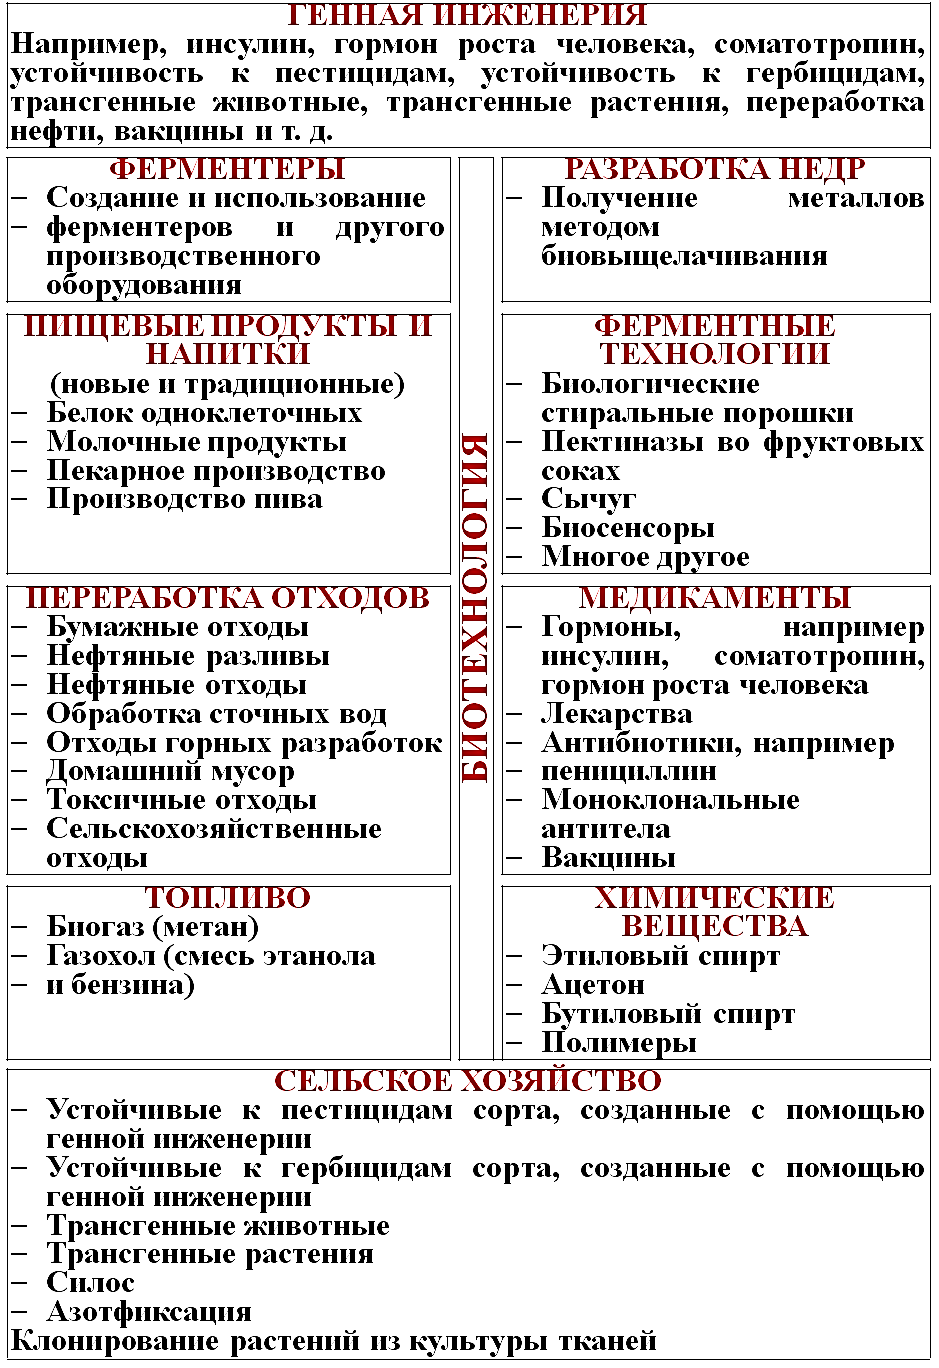 ГЕННАЯ ИНЖЕНЕРИЯ
Например, инсулин, гормон роста человека, соматотропин,
устойчивость к пестицидам, устойчивость к гербицидам,
трансгенные животные, трансгенные растения, переработка
нефти, вакцины и т. д.
ФЕРМЕНТЕРЫ
– Создание и использование
– ферментеров и другого
производственного
оборудования
РАЗРАБОТКА НЕДР
– Получение металлов
методом
биовыщелачивания
ПИЩЕВЫЕ ПРОДУКТЫ И
НАПИТКИ
(новые и традиционные)
– Белок одноклеточных
– Молочные продукты
– Пекарное производство
– Производство пива
БИОТЕХНОЛОГИЯ
ФЕРМЕНТНЫЕ
ТЕХНОЛОГИИ
– Биологические
стиральные порошки
– Пектиназы во фруктовых
соках
– Сычуг
– Биосенсоры
– Многое другое
ПЕРЕРАБОТКА ОТХОДОВ
– Бумажные отходы
– Нефтяные разливы
– Нефтяные отходы
– Обработка сточных вод
– Отходы горных разработок
– Домашний мусор
– Токсичные отходы
– Сельскохозяйственные
отходы
МЕДИКАМЕНТЫ
– Гормоны, например
инсулин, соматотропин,
гормон роста человека
– Лекарства
– Антибиотики, например
– пенициллин
– Моноклональные
антитела
– Вакцины
ТОПЛИВО
– Биогаз (метан)
– Газохол (смесь этанола
– и бензина)
ХИМИЧЕСКИЕ
ВЕЩЕСТВА
– Этиловый спирт
– Ацетон
– Бутиловый спирт
– Полимеры
СЕЛЬСКОЕ ХОЗЯЙСТВО
– Устойчивые к пестицидам сорта, созданные с помощью
генной инженерии
– Устойчивые к гербицидам сорта, созданные с помощью
генной инженерии
– Трансгенные животные
– Трансгенные растения
– Силос
– Азотфиксация
Клонирование растений из культуры тканей